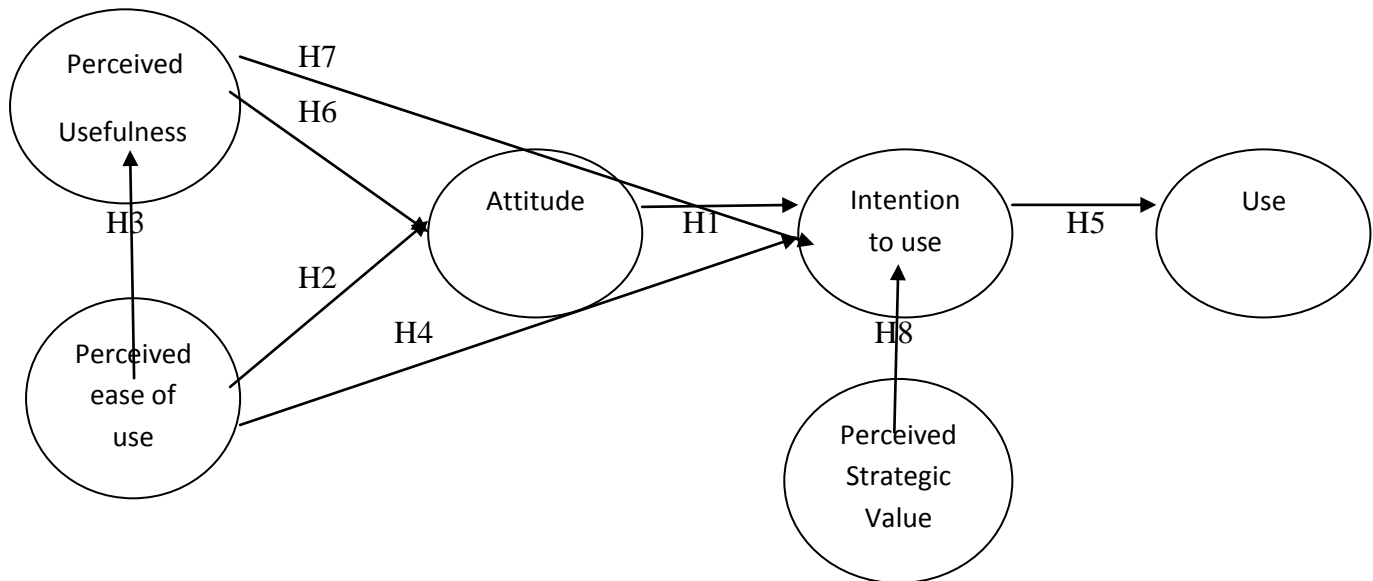 Perceived
Usefulness
H7
H6
H3
H2
H4
Attitude
H1
Intention
to use
H5
Use
H8
Perceived
ease of
use
Perceived
Strategic
Value